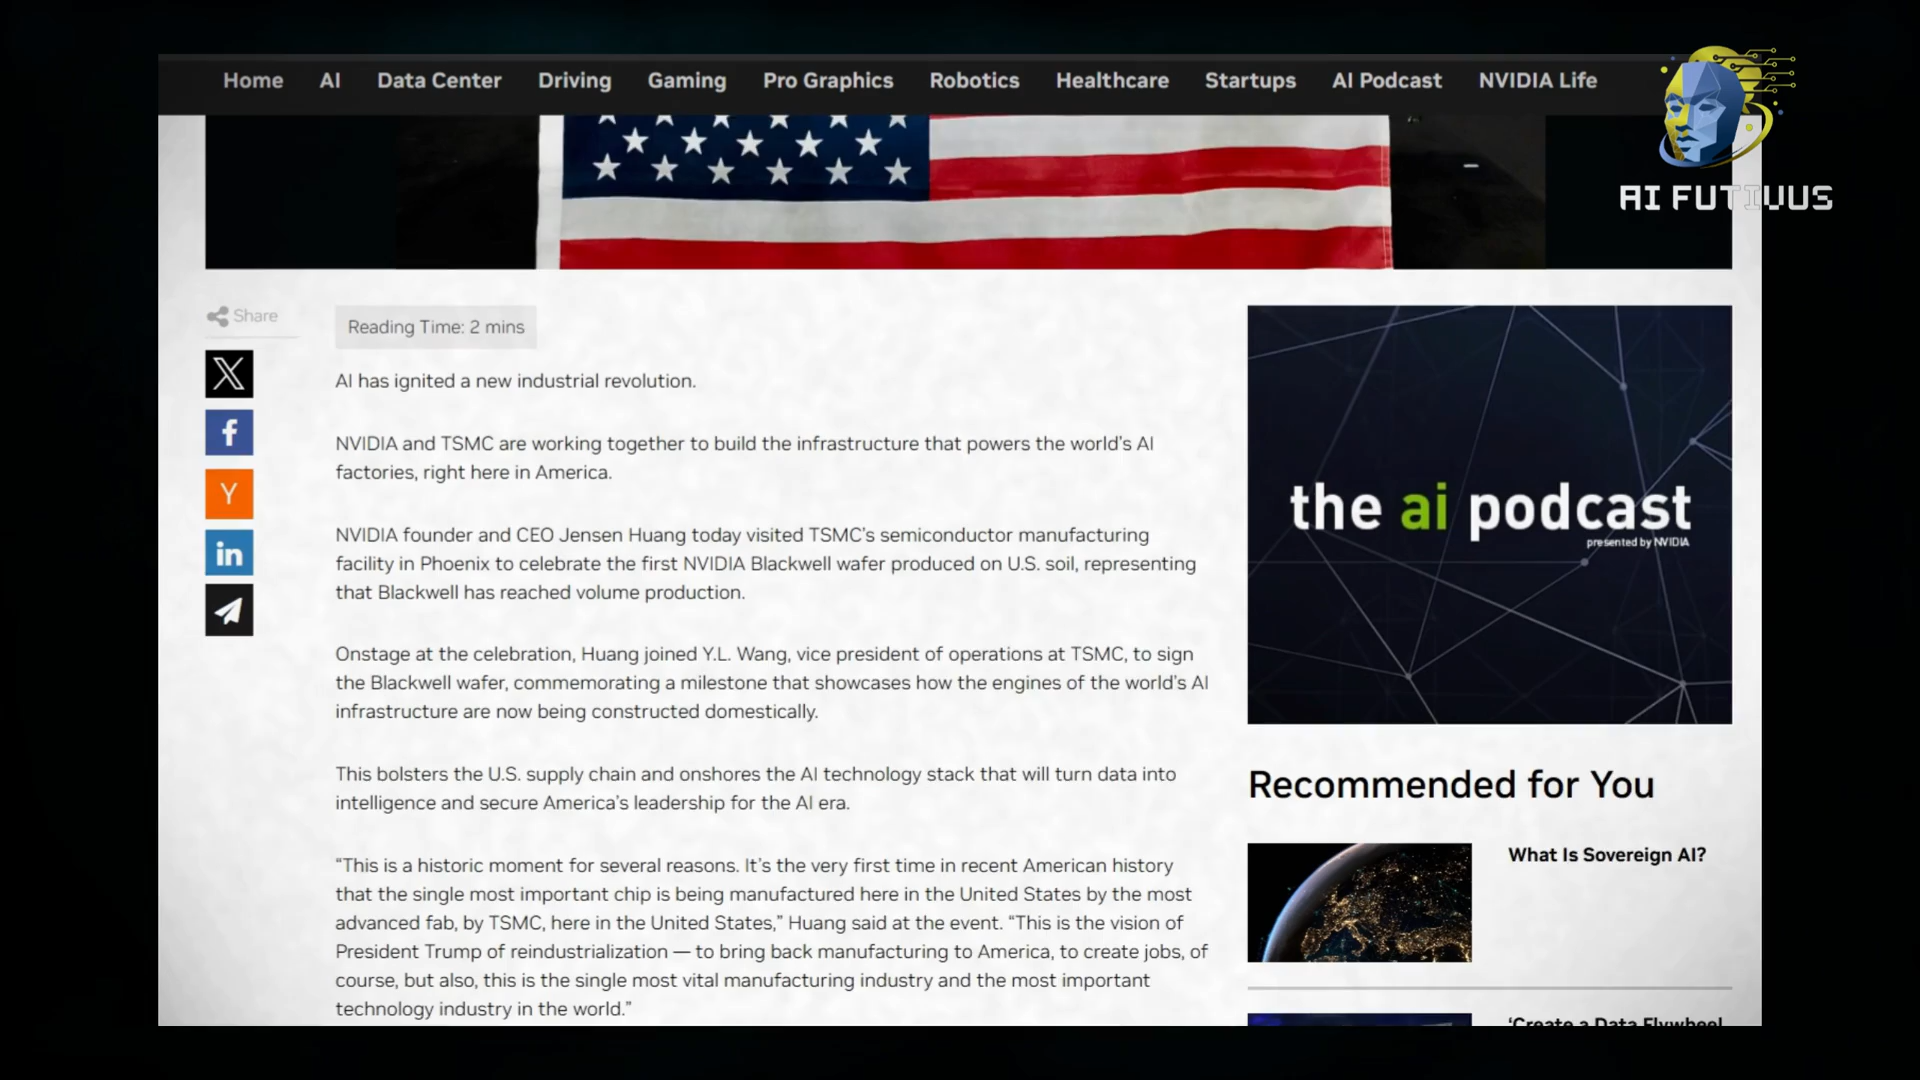 Home AI Data Center Driving Gaming Pro Graphics Robotics Healthcare Startups AI Podcast NVIDIA Life
AI FUTIVUS
Share
Reading Time: 2 mins
AI has ignited a new industrial revolution.
NVIDIA and TSMC are working together to build the infrastructure that powers the world's AI
factories, right here in America.
NVIDIA founder and CEO Jensen Huang today visited TSMC's semiconductor manufacturing
facility in Phoenix to celebrate the first NVIDIA Blackwell wafer produced on U.S. soil, representing
that Blackwell has reached volume production.
Onstage at the celebration, Huang joined Y.L. Wang, vice president of operations at TSMC, to sign
the Blackwell wafer, commemorating a milestone that showcases how the engines of the world's AI
infrastructure are now being constructed domestically.
This bolsters the U.S. supply chain and onshores the AI technology stack that will turn data into
intelligence and secure America's leadership for the AI era.
“This is a historic moment for several reasons. It's the very first time in recent American history
that the single most important chip is being manufactured here in the United States by the most
advanced fab, by TSMC, here in the United States,” Huang said at the event. “This is the vision of
President Trump of reindustrialization — to bring back manufacturing to America, to create jobs, of
course, but also, this is the single most vital manufacturing industry and the most important
technology industry in the world.”
the ai podcast
presented by NVIDIA
Recommended for You
What Is Sovereign AI?
‘Create a Data Flywheel